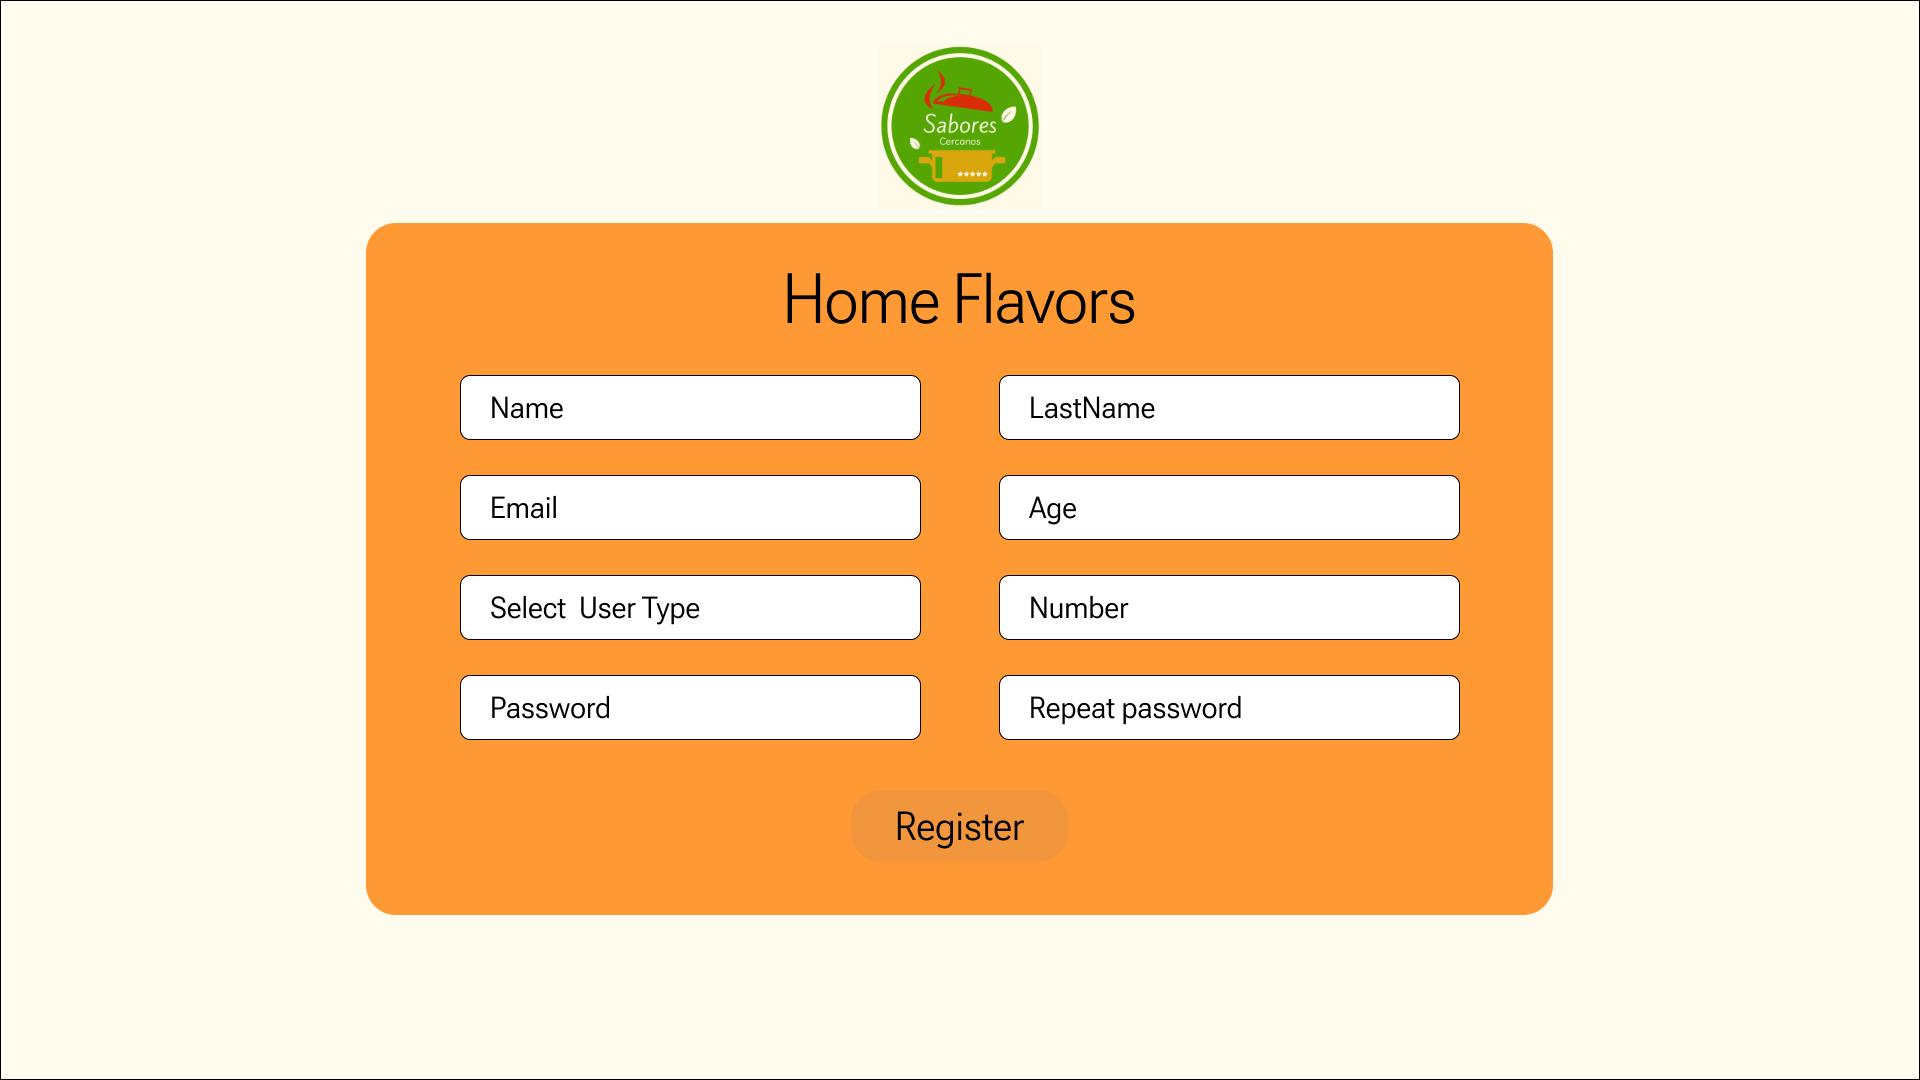 Sabores
Cercanos
Home Flavors
Name
LastName
Email
Age
Select  User Type
Number
Password
Repeat password
Register